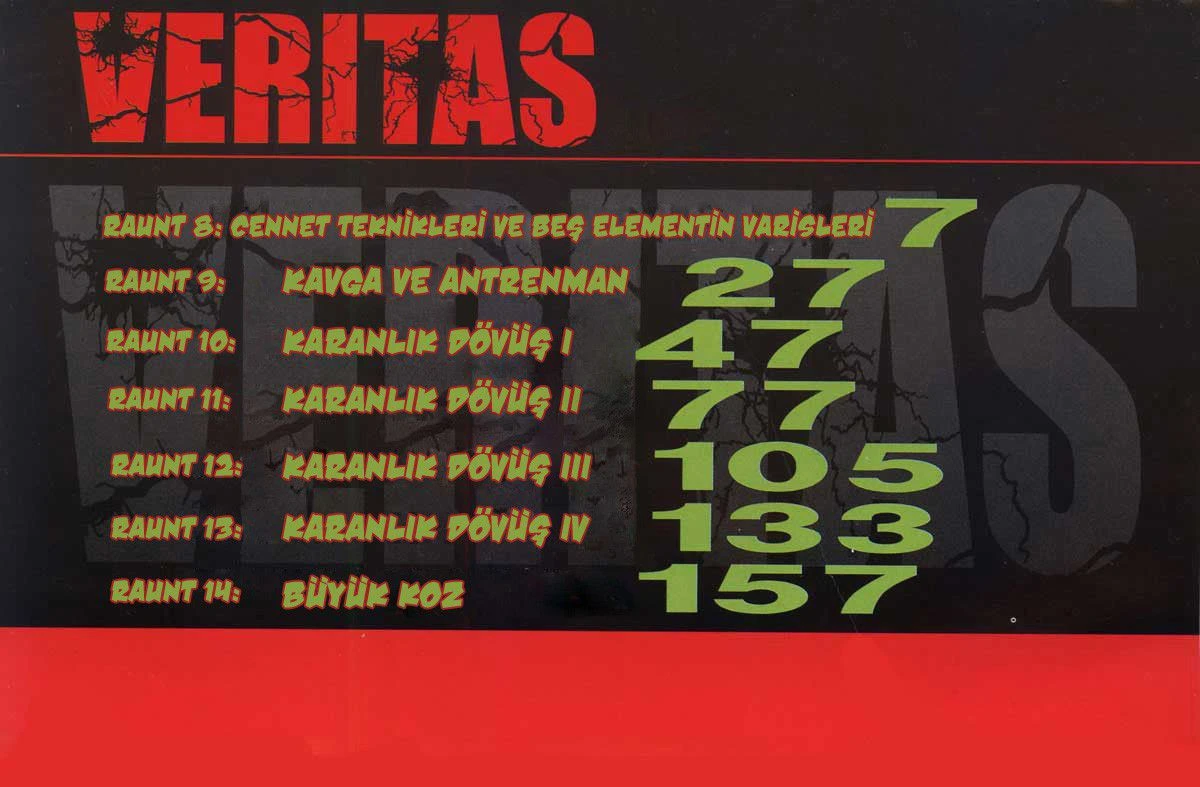 VERITAS
VERITAS
RAUNT 8: CENNET TEKNİKLERİ VE BEŞ ELEMENTİN VARİSLERİ 7
RAUNT 9: KAVGA VE ANTRENMAN 27
RAUNT 10: KARANLIK DÖVÜŞ I 47
RAUNT 11: KARANLIK DÖVÜŞ II 77
RAUNT 12: KARANLIK DÖVÜŞ III 105
RAUNT 13: KARANLIK DÖVÜŞ IV 133
RAUNT 14: BÜYÜK KOZ 157